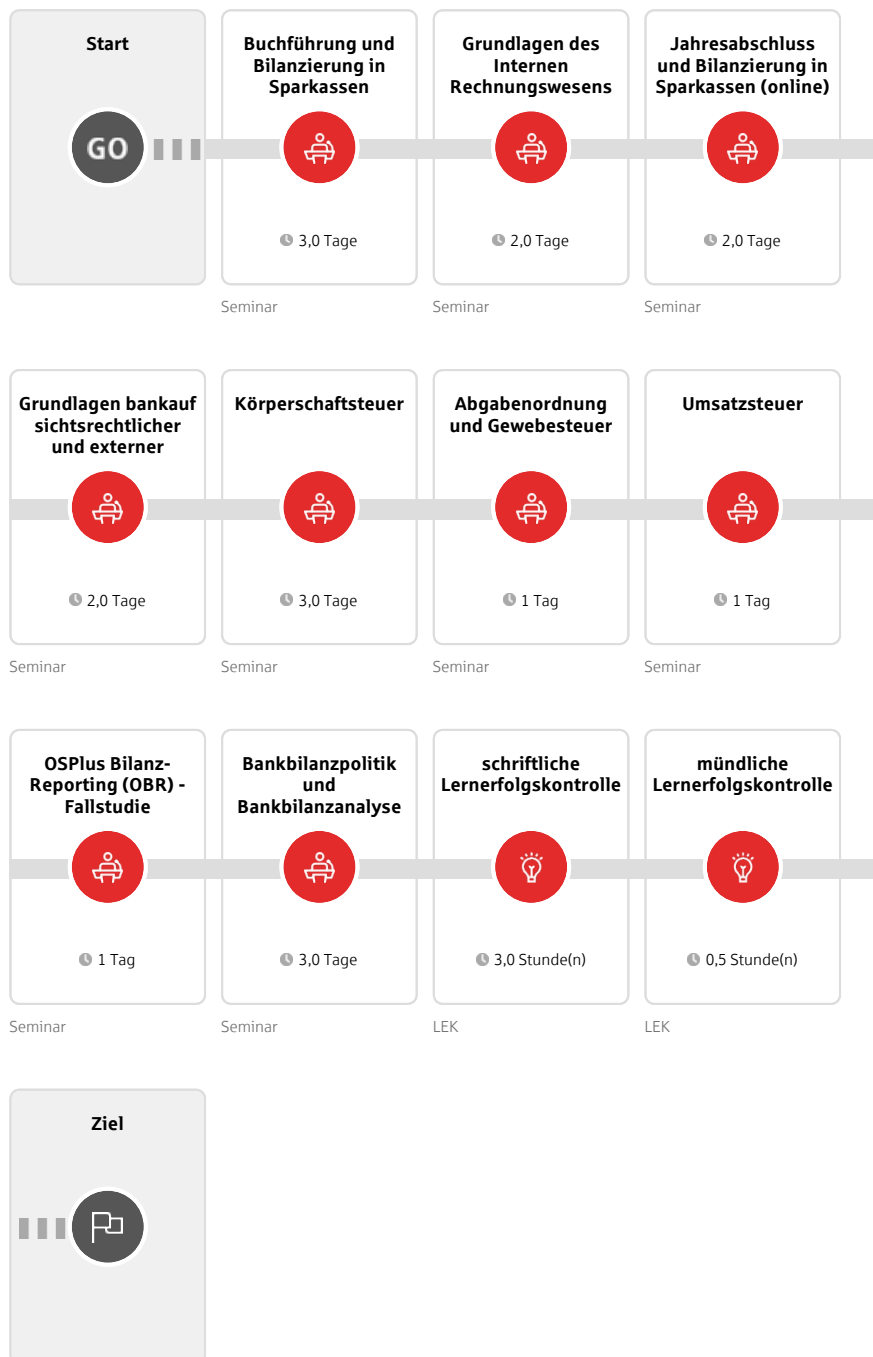 Start
GO
Buchführung und
Bilanzierung in
Sparkassen
3,0 Tage
Seminar
Grundlagen des
Internen
Rechnungswesens
2,0 Tage
Seminar
Jahresabschluss
und Bilanzierung in
Sparkassen (online)
2,0 Tage
Seminar
Grundlagen bankauf
sichtsrechtlicher
und externer
2,0 Tage
Seminar
Körperschaftsteuer
3,0 Tage
Seminar
Abgabenordnung
und Gewebesteuer
1 Tag
Seminar
Umsatzsteuer
1 Tag
Seminar
OSPlus Bilanz-
Reporting (OBR) -
Fallstudie
1 Tag
Seminar
Bankbilanzpolitik
und
Bankbilanzanalyse
3,0 Tage
Seminar
schriftliche
Lernerfolgskontrolle
3,0 Stunde(n)
LEK
mündliche
Lernerfolgskontrolle
0,5 Stunde(n)
LEK
Ziel